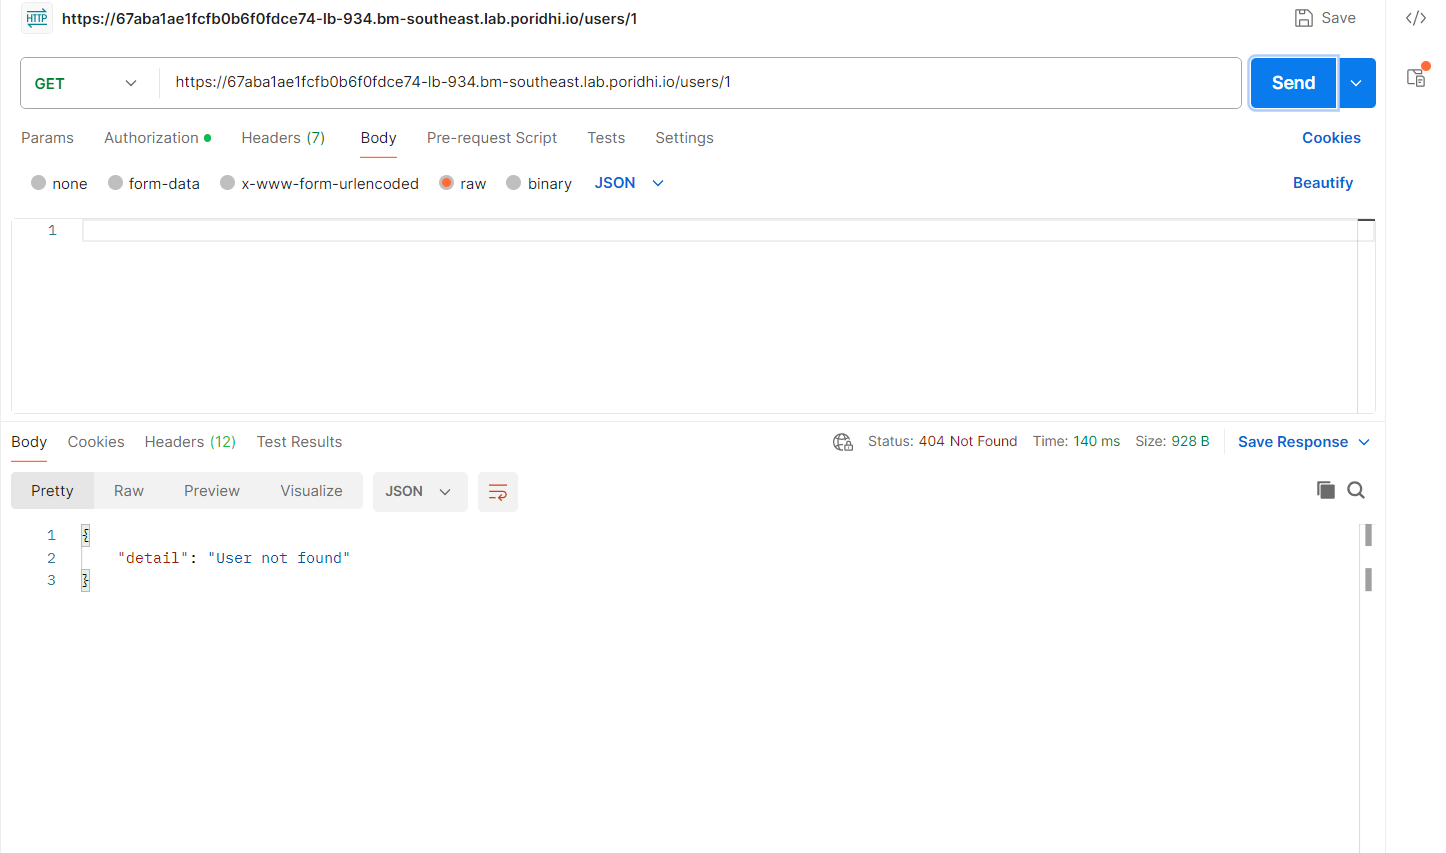 HTTP https://67aba1ae1fcfb0b6f0fdce74-lb-934.bm-southeast.lab.poridhi.io/users/1 Save
GET https://67aba1ae1fcfb0b6f0fdce74-lb-934.bm-southeast.lab.poridhi.io/users/1 Send
Params Authorization Headers (7) Body Pre-request Script Tests Settings Cookies
none form-data x-www-form-urlencoded raw binary JSON Beautify
1
Body Cookies Headers (12) Test Results Status: 404 Not Found Time: 140 ms Size: 928 B Save Response
Pretty Raw Preview Visualize JSON
1 {
2 "detail": "User not found"
3 }